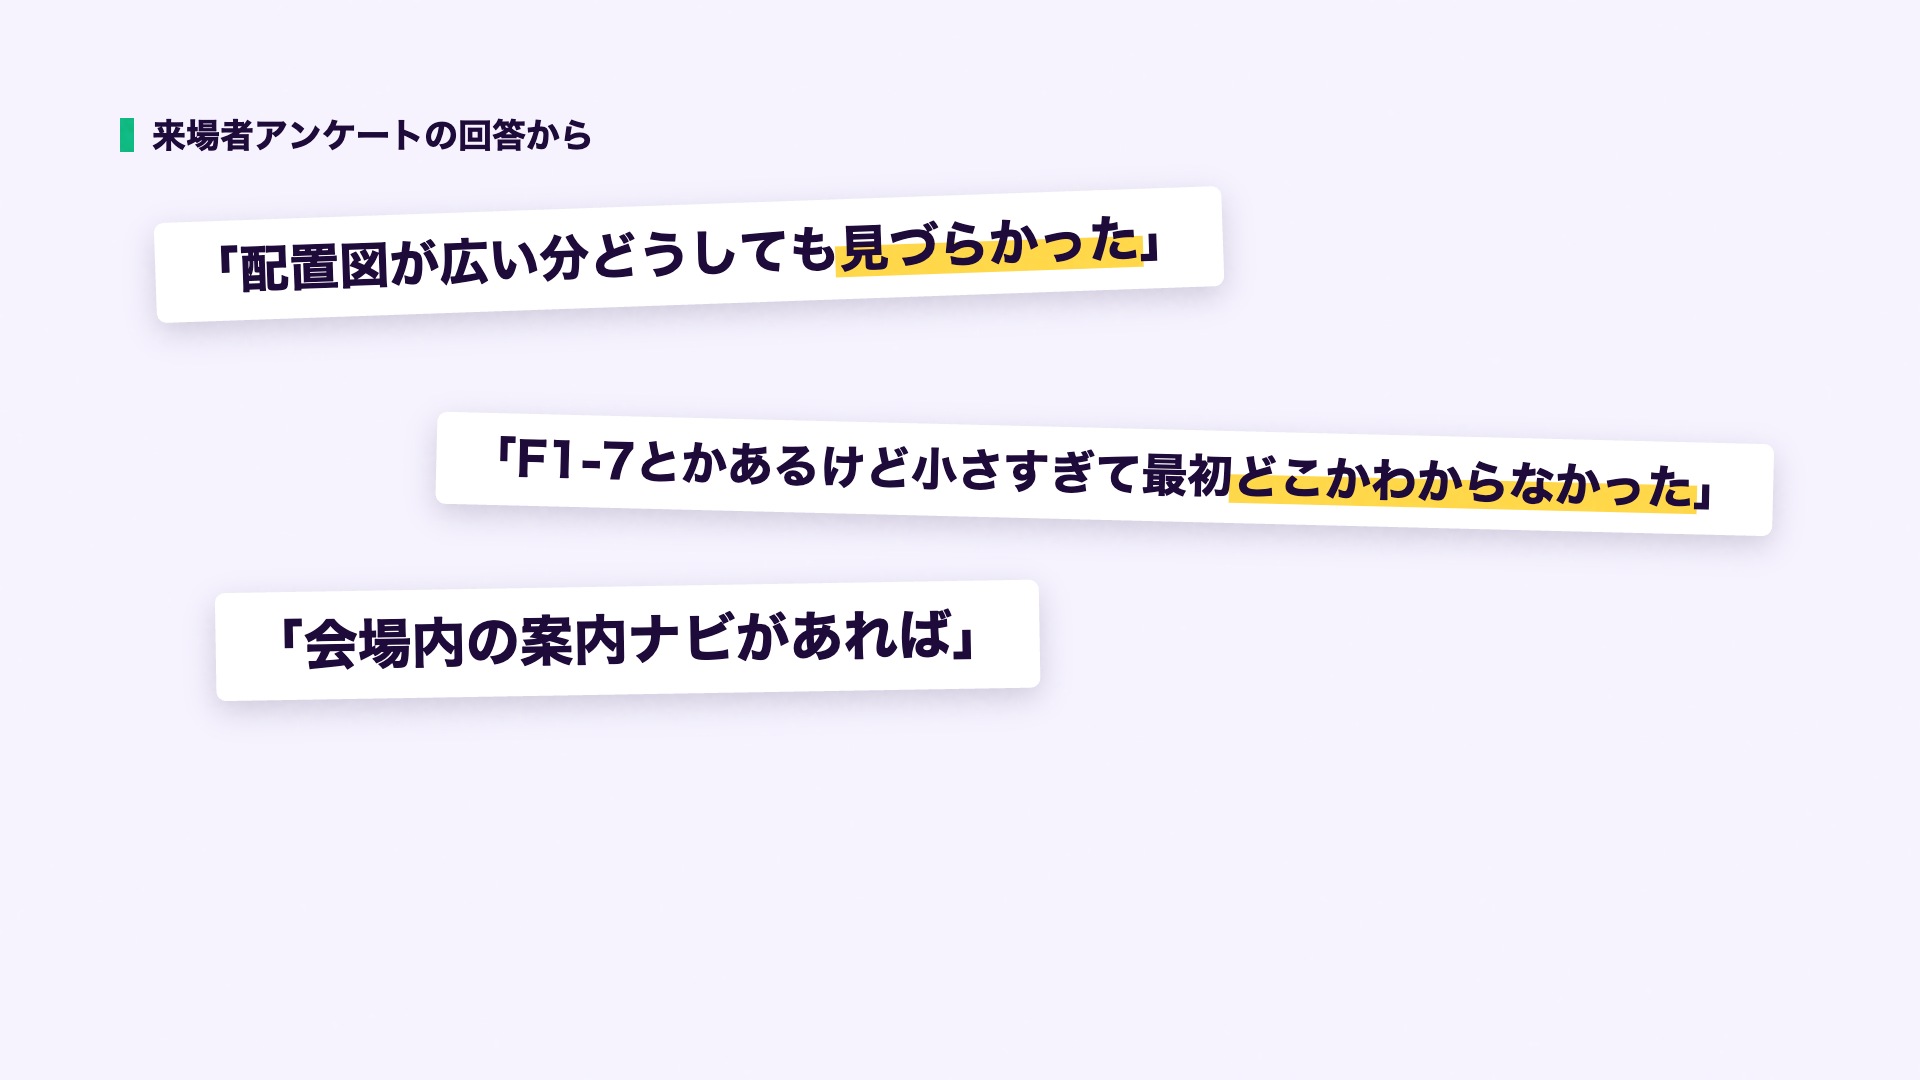 来場者アンケートの回答から
「配置図が広い分どうしても見づらかった」
「F1-7とかあるけど小さすぎて最初どこかわからなかった」
「会場内の案内ナビがあれば」